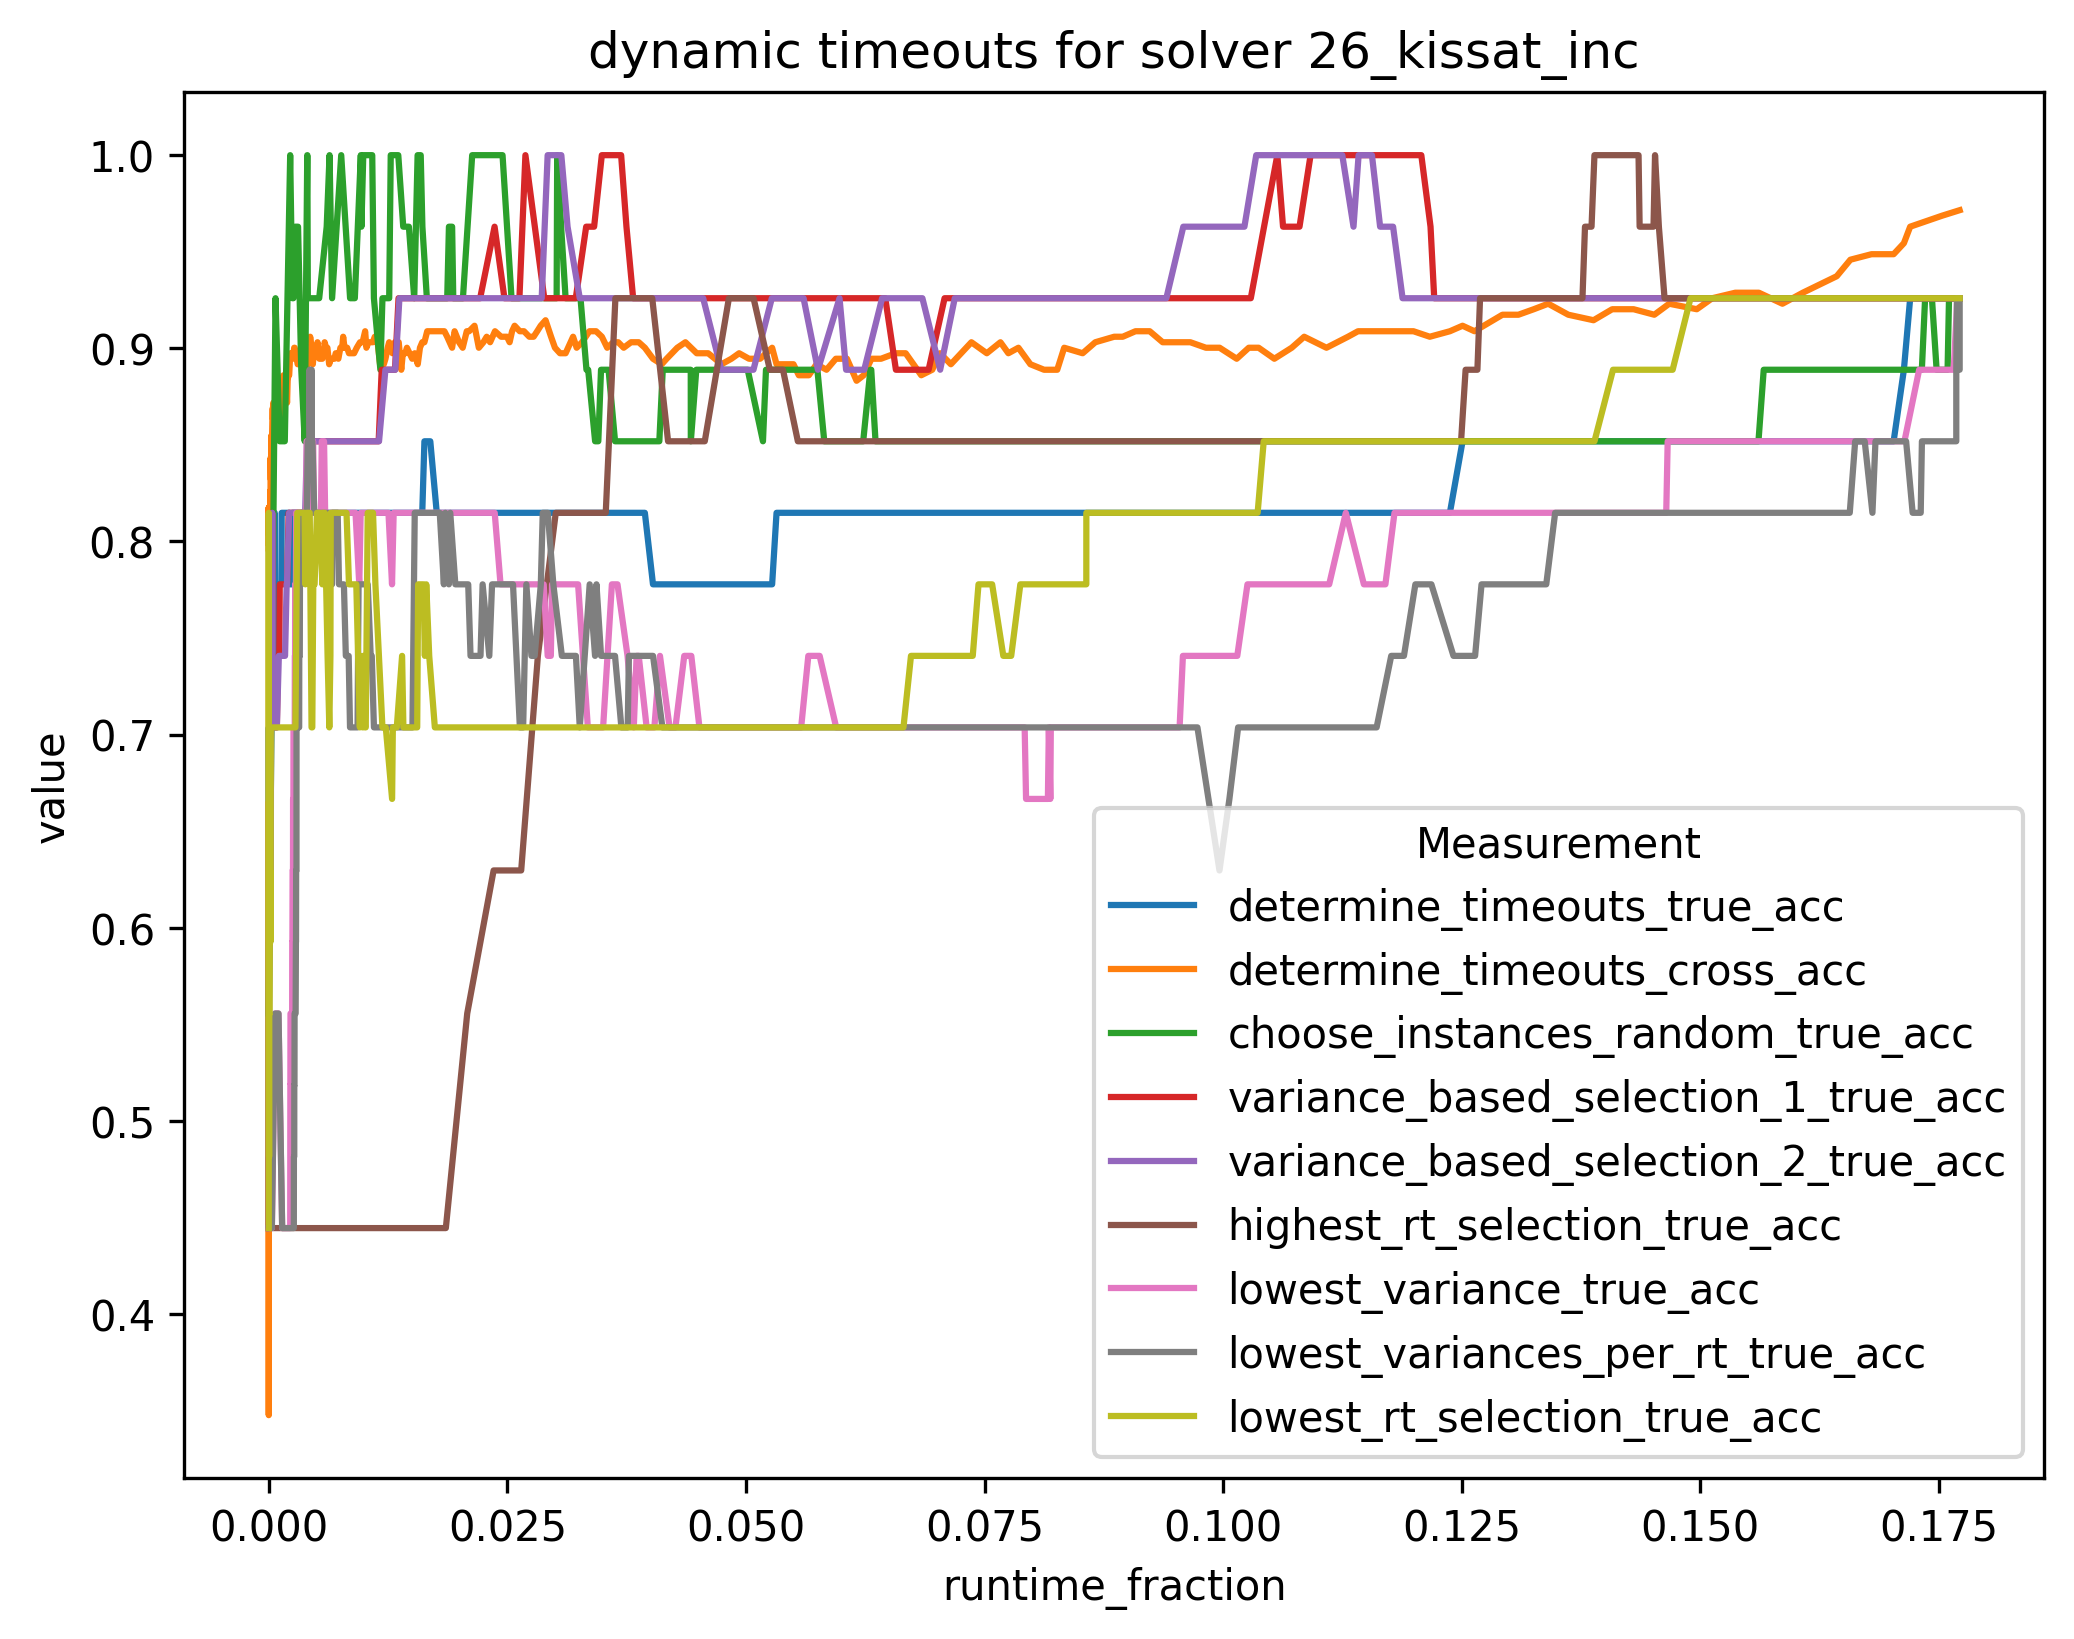 dynamic timeouts for solver 26_kissat_inc
1.0
0.9
0.8
0.7
0.6
0.5
0.4
value
0.000 0.025 0.050 0.075 0.100 0.125 0.150 0.175
runtime_fraction
Measurement
determine_timeouts_true_acc
determine_timeouts_cross_acc
choose_instances_random_true_acc
variance_based_selection_1_true_acc
variance_based_selection_2_true_acc
highest_rt_selection_true_acc
lowest_variance_true_acc
lowest_variances_per_rt_true_acc
lowest_rt_selection_true_acc